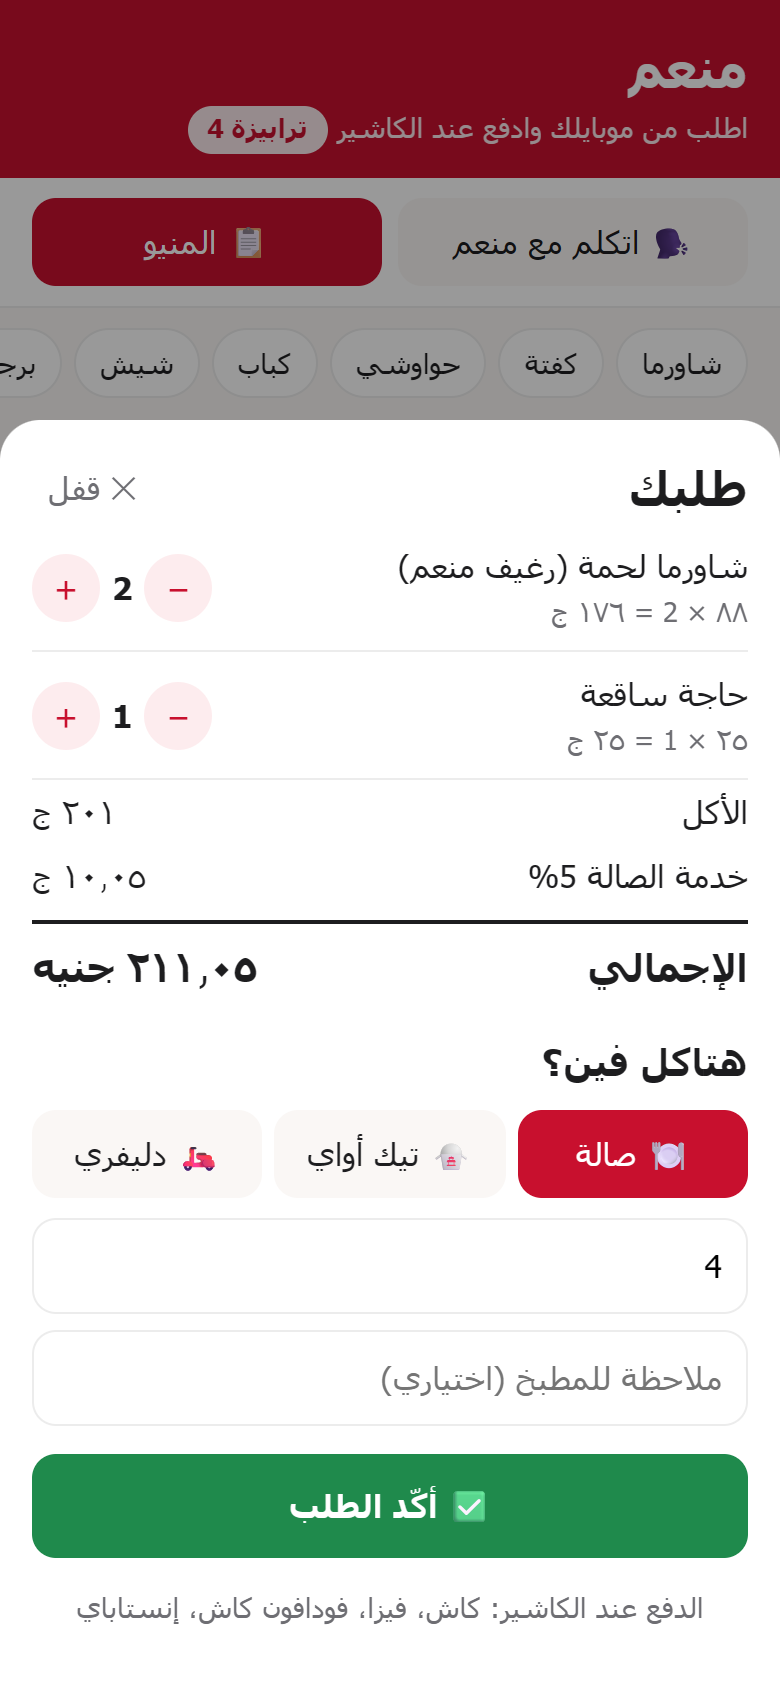 منعم
اطلب من موبايلك وادفع عند الكاشير ترابيزة 4
🗣️ اتكلم مع منعم
📋 المنيو
شاورما
كفتة
حواوشي
كباب
شيش
برج
طلبك
✕ قفل
شاورما لحمة (رغيف منعم)
٨٨ × 2 = ١٧٦ ج
− 2 +
حاجة ساقعة
٢٥ × 1 = ٢٥ ج
− 1 +
الأكل ٢٠١ ج
خدمة الصالة 5% ١٠٫٠٥ ج
الإجمالي ٢١١٫٠٥ جنيه
هتاكل فين؟
🍽️ صالة
🥡 تيك أواي
🛵 دليفري
4
ملاحظة للمطبخ (اختياري)
✅ أكّد الطلب
الدفع عند الكاشير: كاش، فيزا، فودافون كاش، إنستاباي